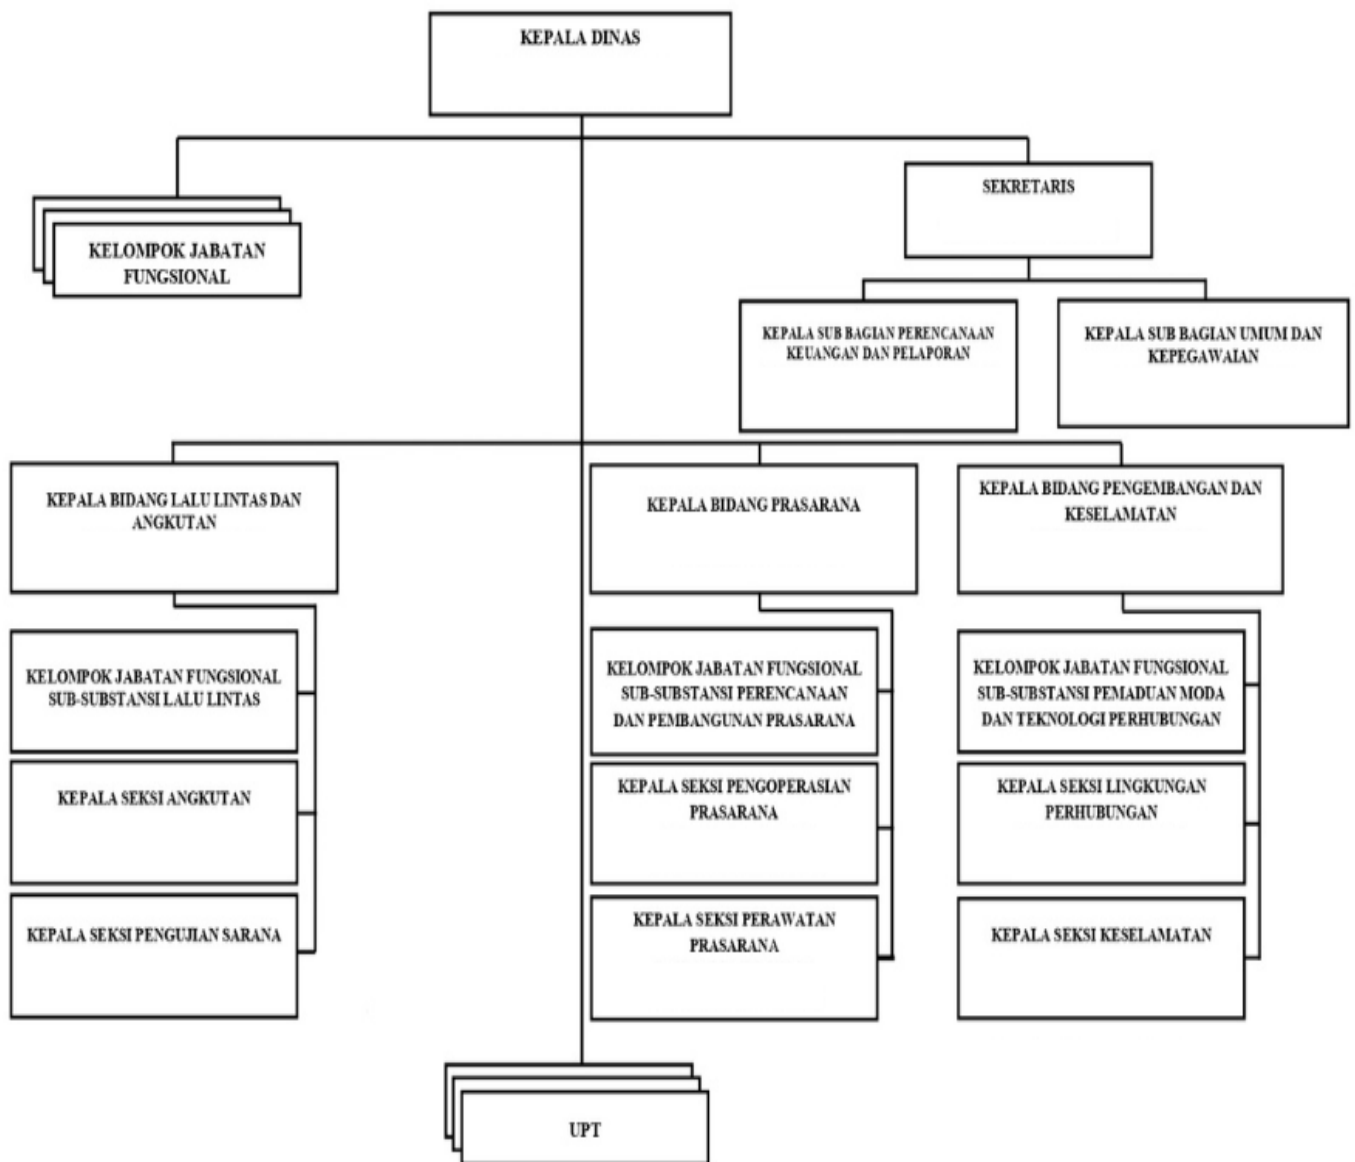 KEPALA DINAS
SEKRETARIS
KELOMPOK JABATAN
FUNGSIONAL
KEPALA SUB BAGIAN PERENCANAAN
KEUANGAN DAN PELAPORAN
KEPALA SUB BAGIAN UMUM DAN
KEPEGAWAIAN
KEPALA BIDANG LALU LINTAS DAN
ANGKUTAN
KEPALA BIDANG PRASARANA
KEPALA BIDANG PENGEMBANGAN DAN
KESELAMATAN
KELOMPOK JABATAN FUNGSIONAL
SUB-SUBSTANSI LALU LINTAS
KELOMPOK JABATAN FUNGSIONAL
SUB-SUBSTANSI PERENCANAAN
DAN PEMBANGUNAN PRASARANA
KELOMPOK JABATAN FUNGSIONAL
SUB-SUBSTANSI PEMADUAN MODA
DAN TEKNOLOGI PERHUBUNGAN
KEPALA SEKSI ANGKUTAN
KEPALA SEKSI PENGOPERASIAN
PRASARANA
KEPALA SEKSI LINGKUNGAN
PERHUBUNGAN
KEPALA SEKSI PENGUJIAN SARANA
KEPALA SEKSI PERAWATAN
PRASARANA
KEPALA SEKSI KESELAMATAN
UPT